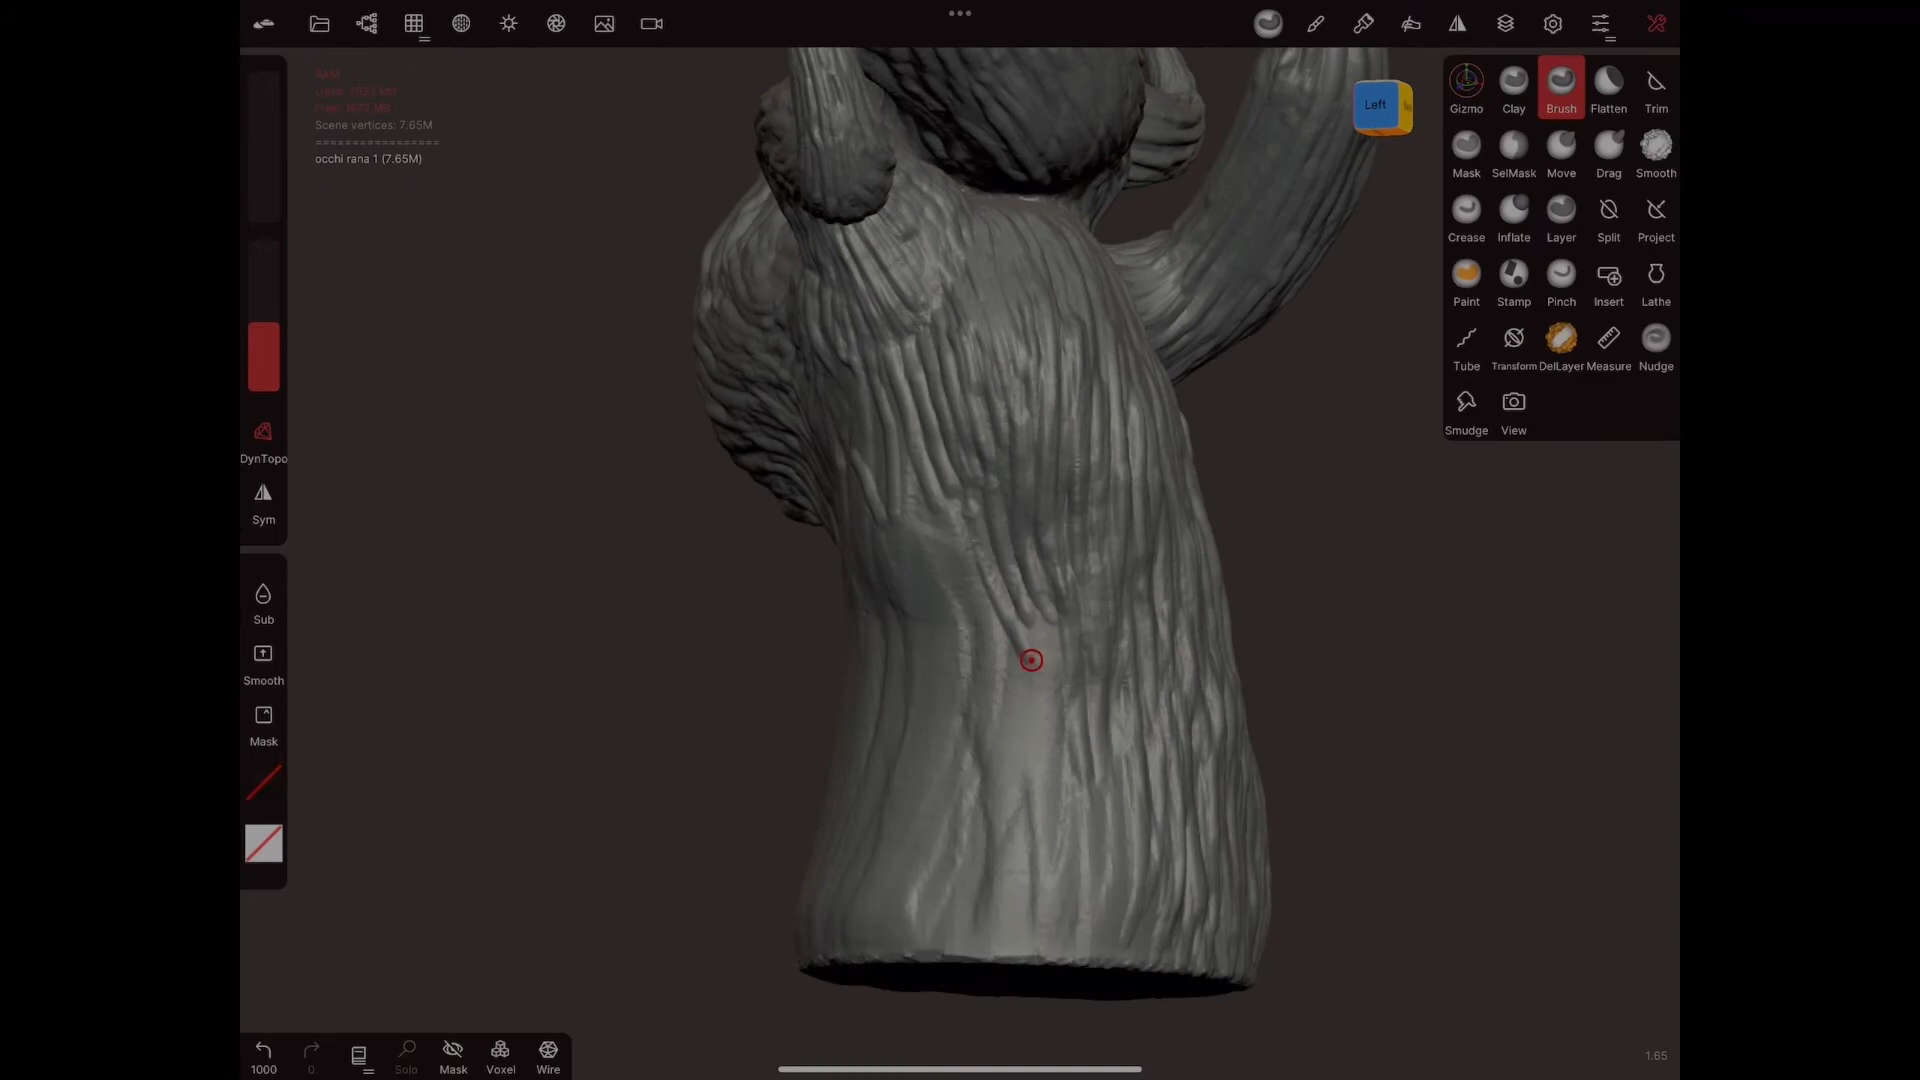 RAM
Scene vertices: 7.65M
==================
occhi rana 1 (7.65M)
Left
Gizmo Clay Brush Flatten Trim
Mask SelMask Move Drag Smooth
Crease Inflate Layer Split Project
Paint Stamp Pinch Insert Lathe
Tube Transform DelLayer Measure Nudge
Smudge View
DynTopo
Sym
Sub
Smooth
Mask
1000 0 Solo Mask Voxel Wire
1.65